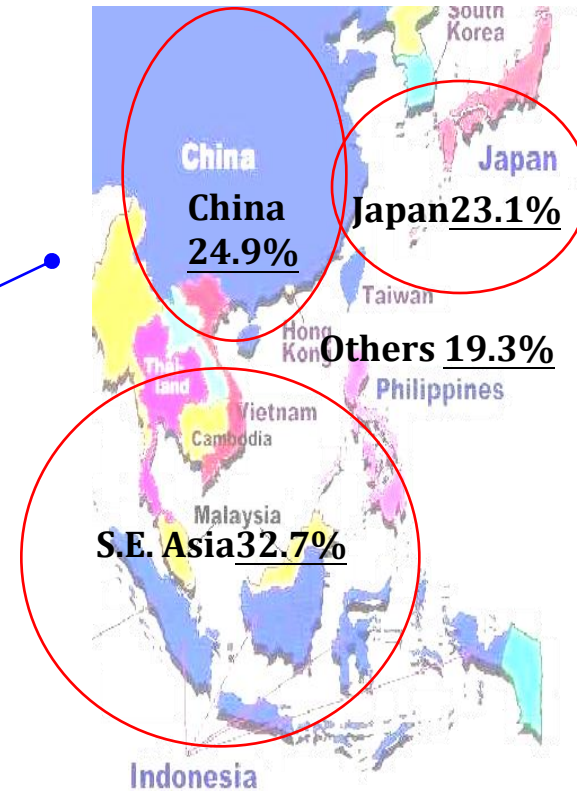 South
Korea
China
Japan
China
24.9%
Japan23.1%
Taiwan
Hong
Kong
Others 19.3%
Thai
land
Philippines
Vietnam
Cambodia
Malaysia
S.E. Asia32.7%
Indonesia